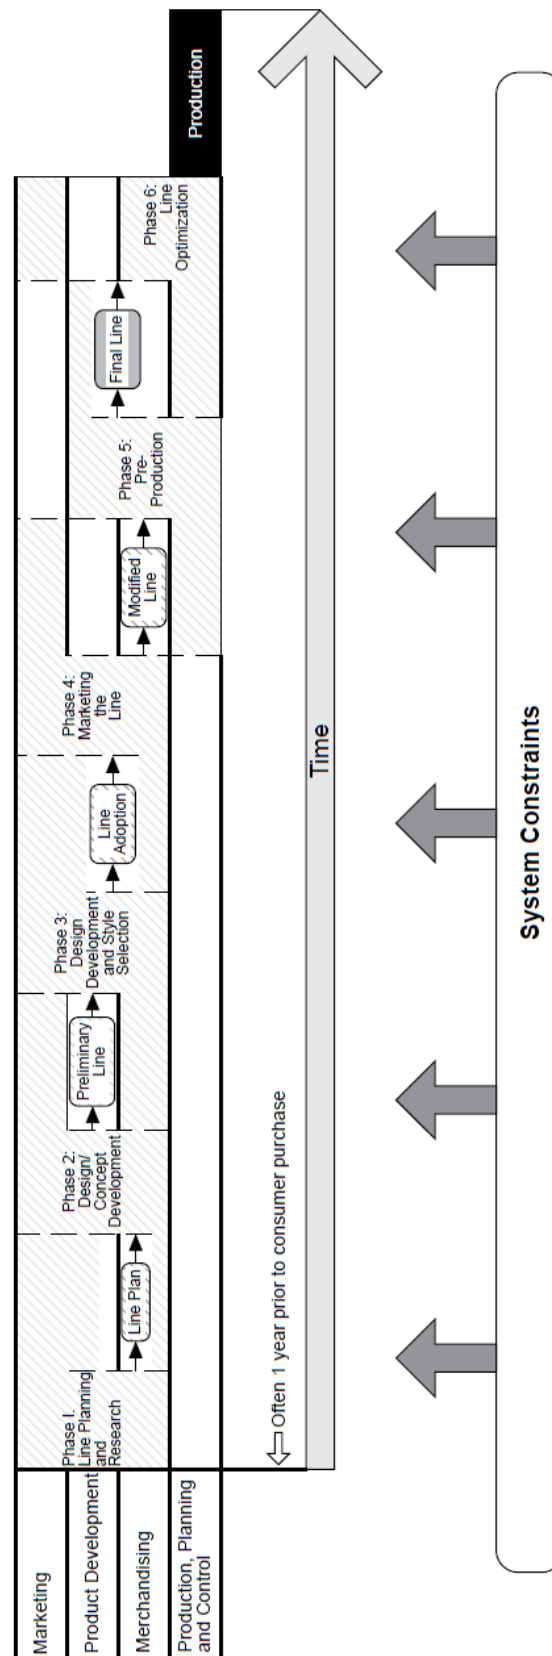 Marketing
Product Development
Merchandising
Production, Planning
and Control
Phase I.
Line Planning
and
Research
Line Plan
Phase 2:
Design/
Concept
Development
Preliminary
Line
Phase 3:
Design
Development
and Style
Selection
Line
Adoption
Phase 4:
Marketing
the
Line
Modified
Line
Phase 5:
Pre-
Production
Final Line
Phase 6:
Line
Optimization
Production
Often 1 year prior to consumer purchase
Time
System Constraints